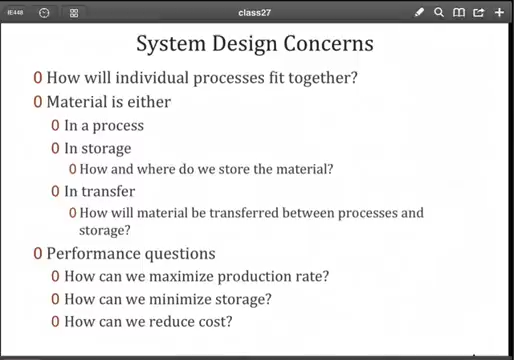 IE448
class27
System Design Concerns
0 How will individual processes fit together?
0 Material is either
0 In a process
0 In storage
0 How and where do we store the material?
0 In transfer
0 How will material be transferred between processes and
storage?
0 Performance questions
0 How can we maximize production rate?
0 How can we minimize storage?
0 How can we reduce cost?